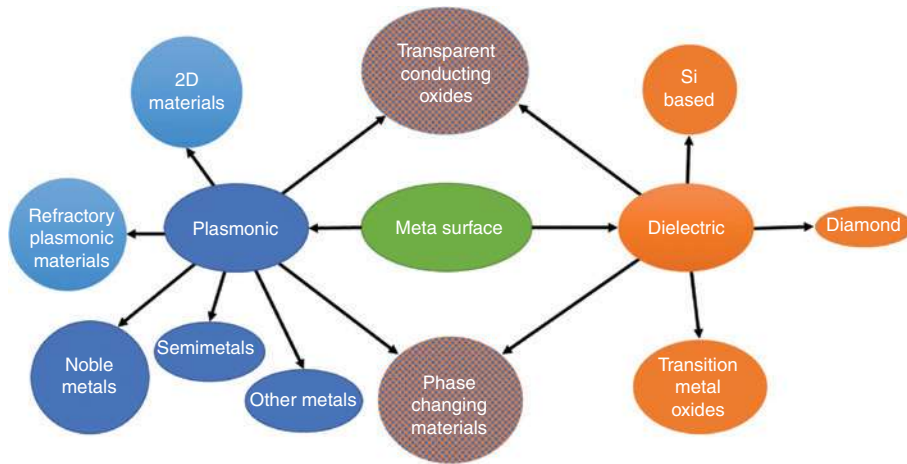 Transparent
conducting
oxides
2D
materials
Si
based
Refractory
plasmonic
materials
Plasmonic
Meta surface
Dielectric
Diamond
Noble
metals
Semimetals
Other metals
Phase
changing
materials
Transition
metal
oxides